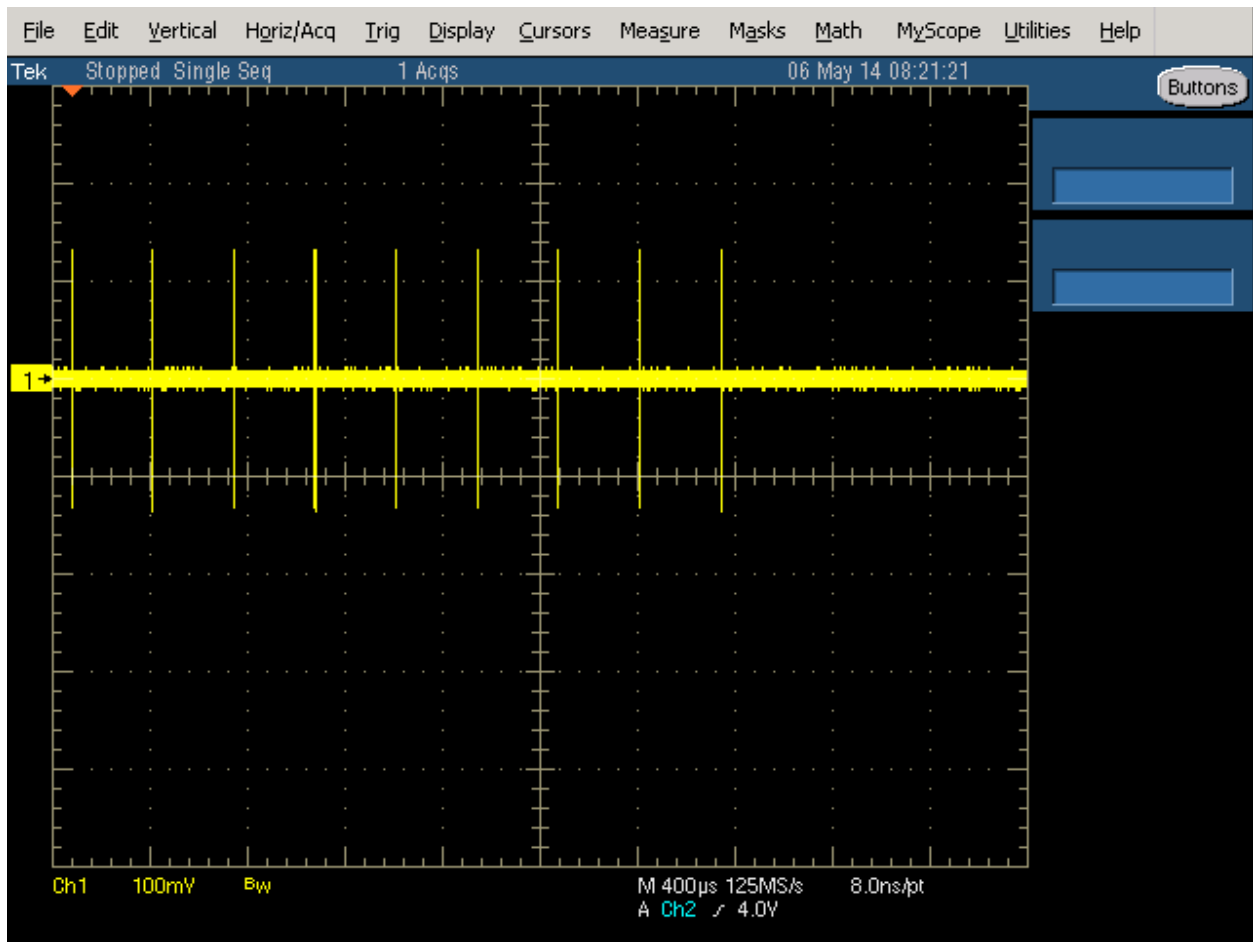 File Edit Vertical Horiz/Acq Trig Display Cursors Measure Masks Math MyScope Utilities Help
Tek Stopped Single Seq 1 Acqs 06 May 14 08:21:21
Buttons
1
Ch1 100mV BW M 400µs 125MS/s 8.0ns/pt
A Ch2 4.0V